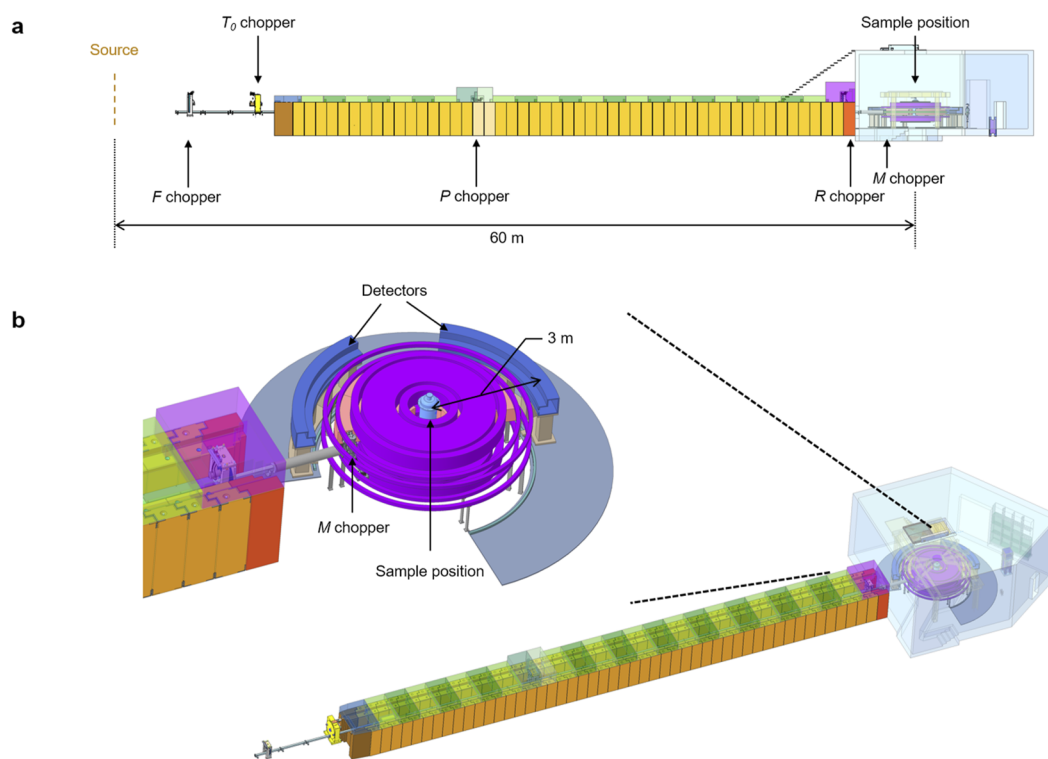 a
T₀ chopper
Sample position
Source
F chopper
P chopper
R chopper
M chopper
60 m
b
Detectors
3 m
M chopper
Sample position